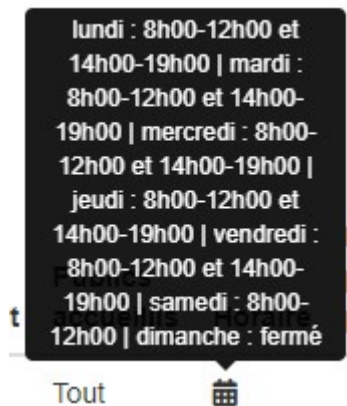 lundi : 8h00-12h00 et
14h00-19h00 | mardi :
8h00-12h00 et 14h00-
19h00 | mercredi : 8h00-
12h00 et 14h00-19h00 |
jeudi : 8h00-12h00 et
14h00-19h00 | vendredi :
8h00-12h00 et 14h00-
19h00 | samedi : 8h00-
12h00 | dimanche : fermé
t
Tout